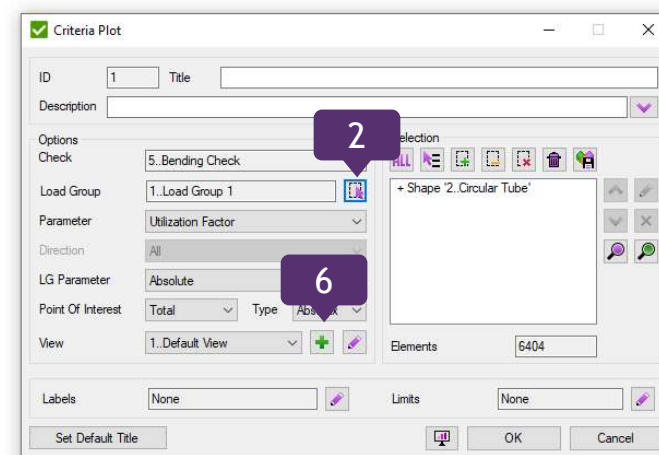 Criteria Plot
ID 1 Title
Description
Options
Check 5..Bending Check
Load Group 1..Load Group 1
Parameter Utilization Factor
Direction All
LG Parameter Absolute
Point Of Interest Total Type
View 1..Default View
2
6
ALL
+ Shape '2..Circular Tube'
Elements 6404
Labels None
Limits None
Set Default Title
OK
Cancel